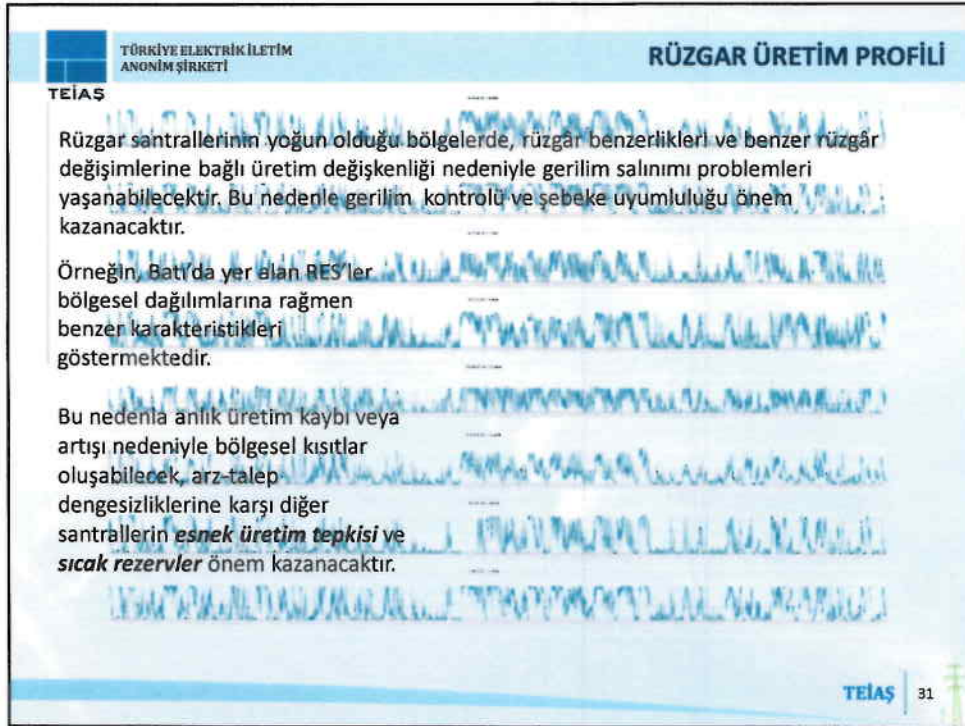 TÜRKİYE ELEKTRİK İLETİM
ANONİM ŞİRKETİ
TEİAŞ
RÜZGAR ÜRETİM PROFİLİ
Rüzgar santrallerinin yoğun olduğu bölgelerde, rüzgâr benzerlikleri ve benzer rüzgâr
değişimlerine bağlı üretim değişkenliği nedeniyle gerilim salınımı problemleri
yaşanabilecektir. Bu nedenle gerilim kontrolü ve şebeke uyumluluğu önem
kazanacaktır.
Örneğin, Batı'da yer alan RES'ler
bölgesel dağılımlarına rağmen
benzer karakteristikleri
göstermektedir.
Bu nedenla anlık üretim kaybı veya
artışı nedeniyle bölgesel kısıtlar
oluşabilecek, arz-talep
dengesizliklerine karşı diğer
santrallerin esnek üretim tepkisi ve
sıcak rezervler önem kazanacaktır.
TEİAŞ
31